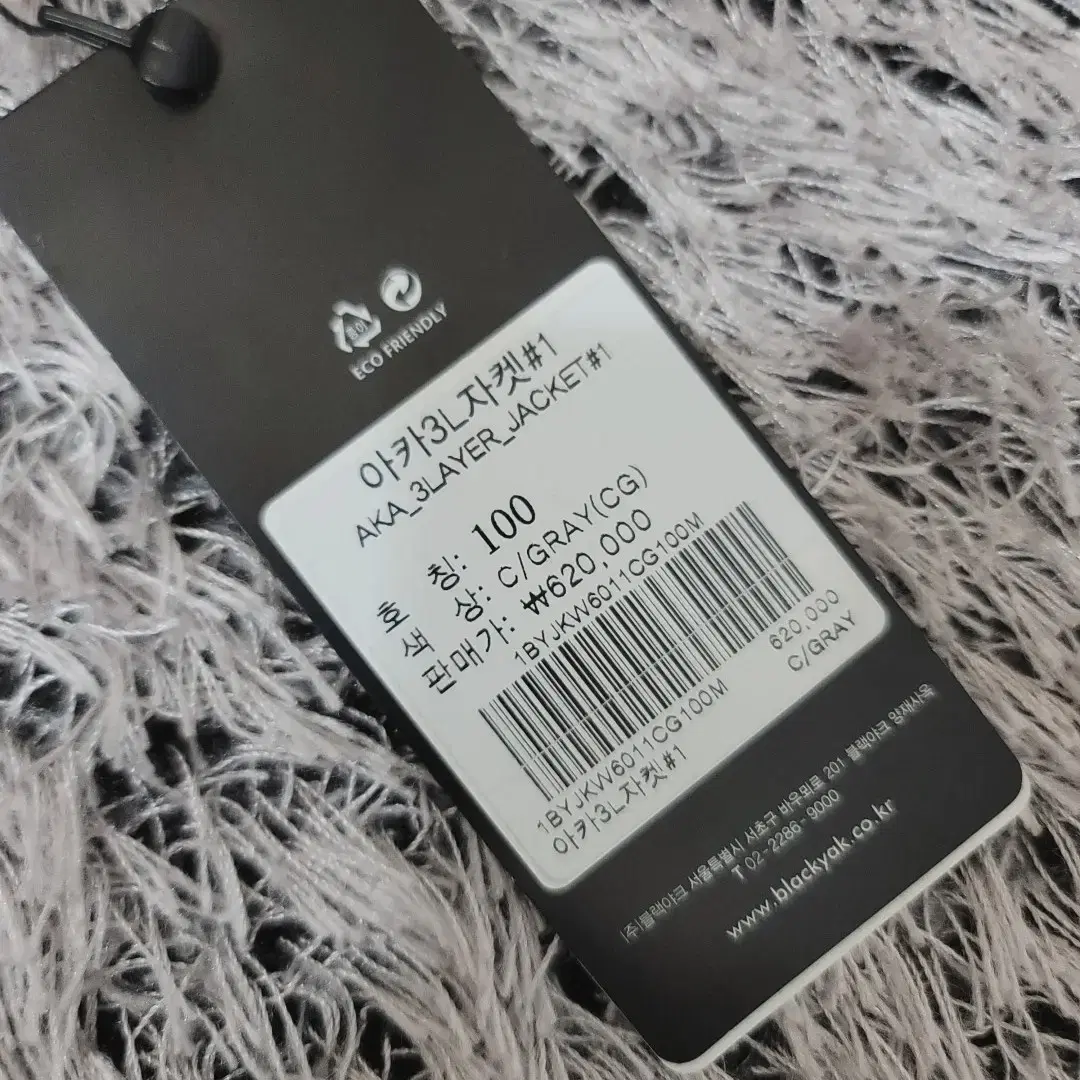 ECO FRIENDLY
아카3L자켓#1
AKA_3LAYER_JACKET#1
호 칭: 100
색 상: C/GRAY(CG)
판매가: ₩620,000
1BYJKW6011CG100M
1BYJKW6011CG100M 620,000
아카3L자켓#1 C/GRAY
(주)블랙야크 서울특별시 서초구 바우뫼로 201 블랙야크 양재사옥
T 02-2286-9000
www.blackyak.co.kr